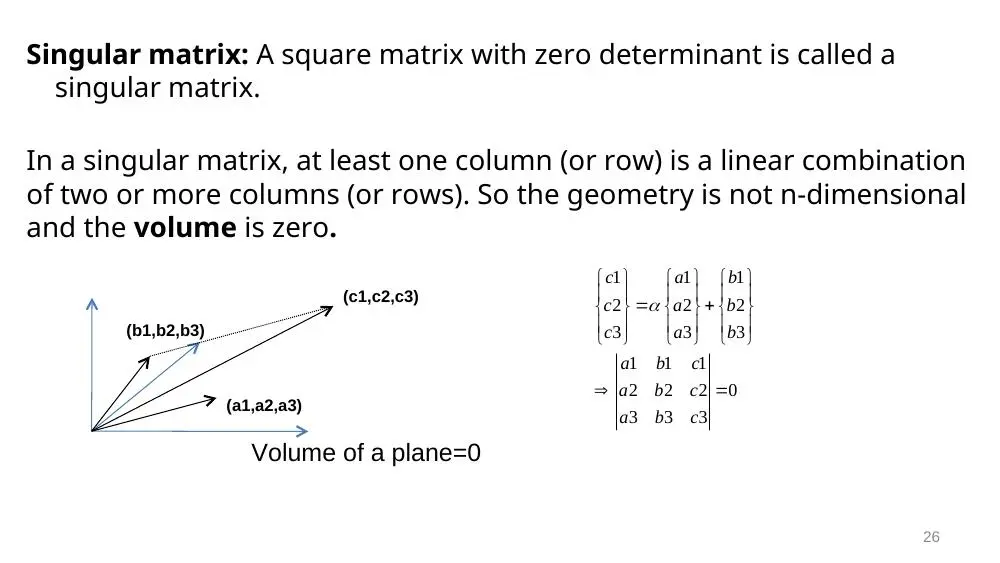 Singular matrix: A square matrix with zero determinant is called a
singular matrix.
In a singular matrix, at least one column (or row) is a linear combination
of two or more columns (or rows). So the geometry is not n-dimensional
and the volume is zero.
(c1,c2,c3)
(b1,b2,b3)
(a1,a2,a3)
Volume of a plane=0
c1 a1 b1
c2 =α a2 + b2
c3 a3 b3
a1 b1 c1
⇒ a2 b2 c2 =0
a3 b3 c3
26